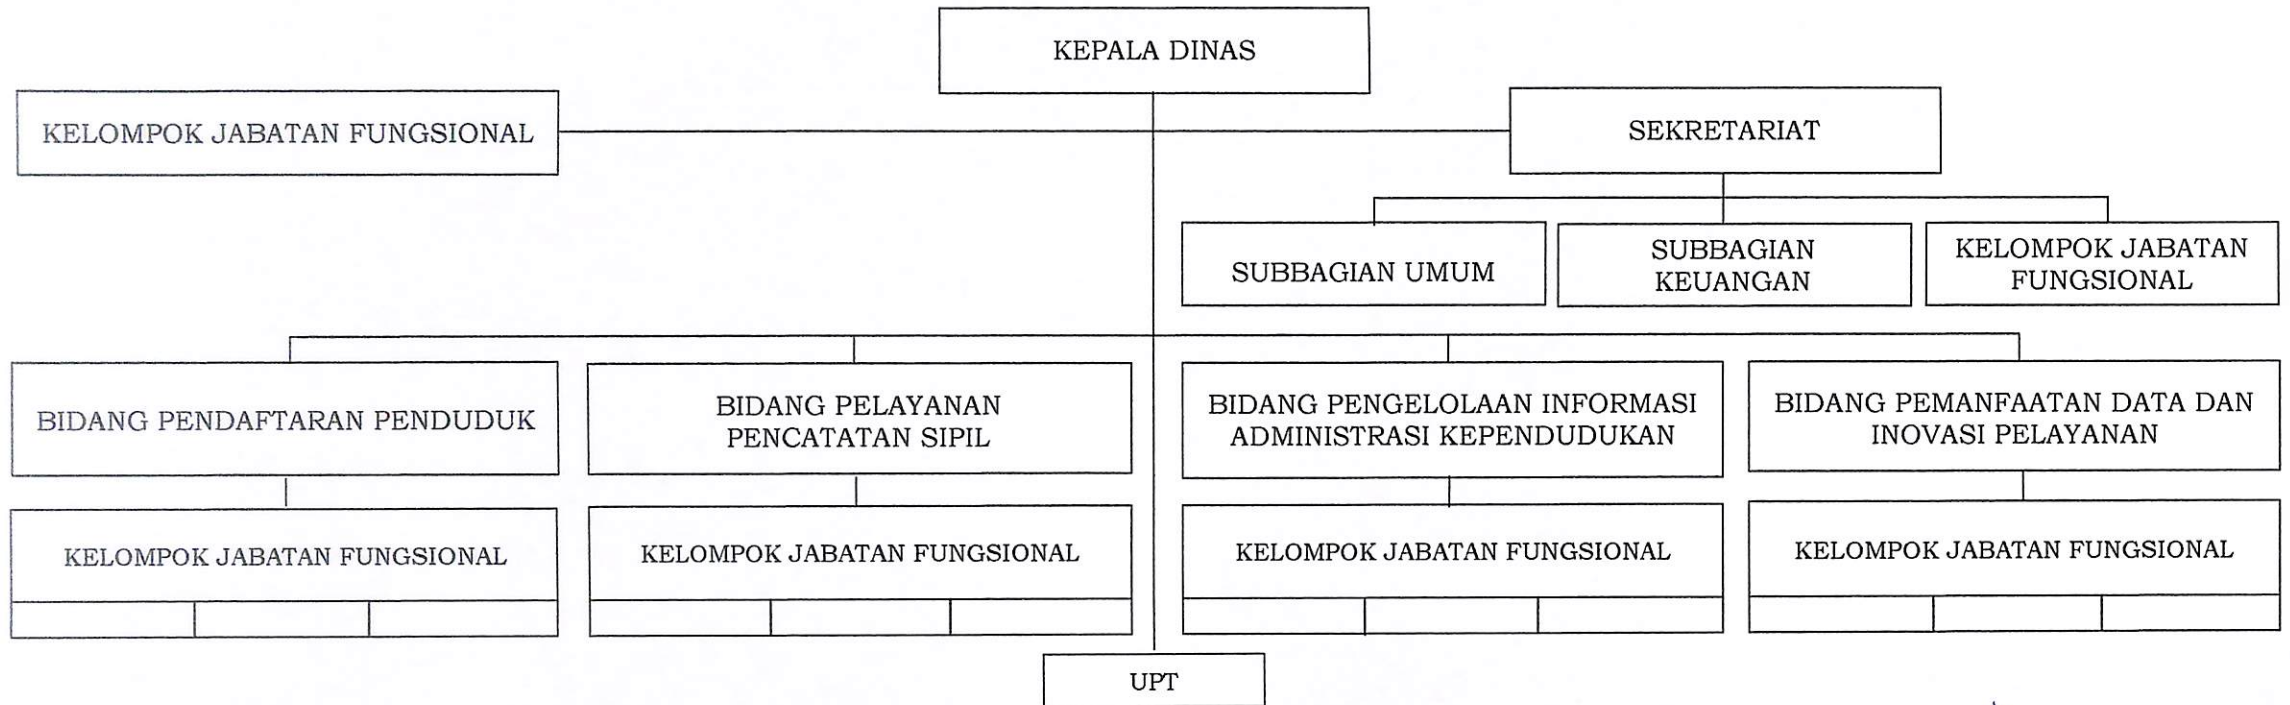 KEPALA DINAS
KELOMPOK JABATAN FUNGSIONAL
SEKRETARIAT
SUBBAGIAN UMUM
SUBBAGIAN
KEUANGAN
KELOMPOK JABATAN
FUNGSIONAL
BIDANG PENDAFTARAN PENDUDUK
BIDANG PELAYANAN
PENCATATAN SIPIL
BIDANG PENGELOLAAN INFORMASI
ADMINISTRASI KEPENDUDUKAN
BIDANG PEMANFAATAN DATA DAN
INOVASI PELAYANAN
KELOMPOK JABATAN FUNGSIONAL
KELOMPOK JABATAN FUNGSIONAL
KELOMPOK JABATAN FUNGSIONAL
KELOMPOK JABATAN FUNGSIONAL
UPT